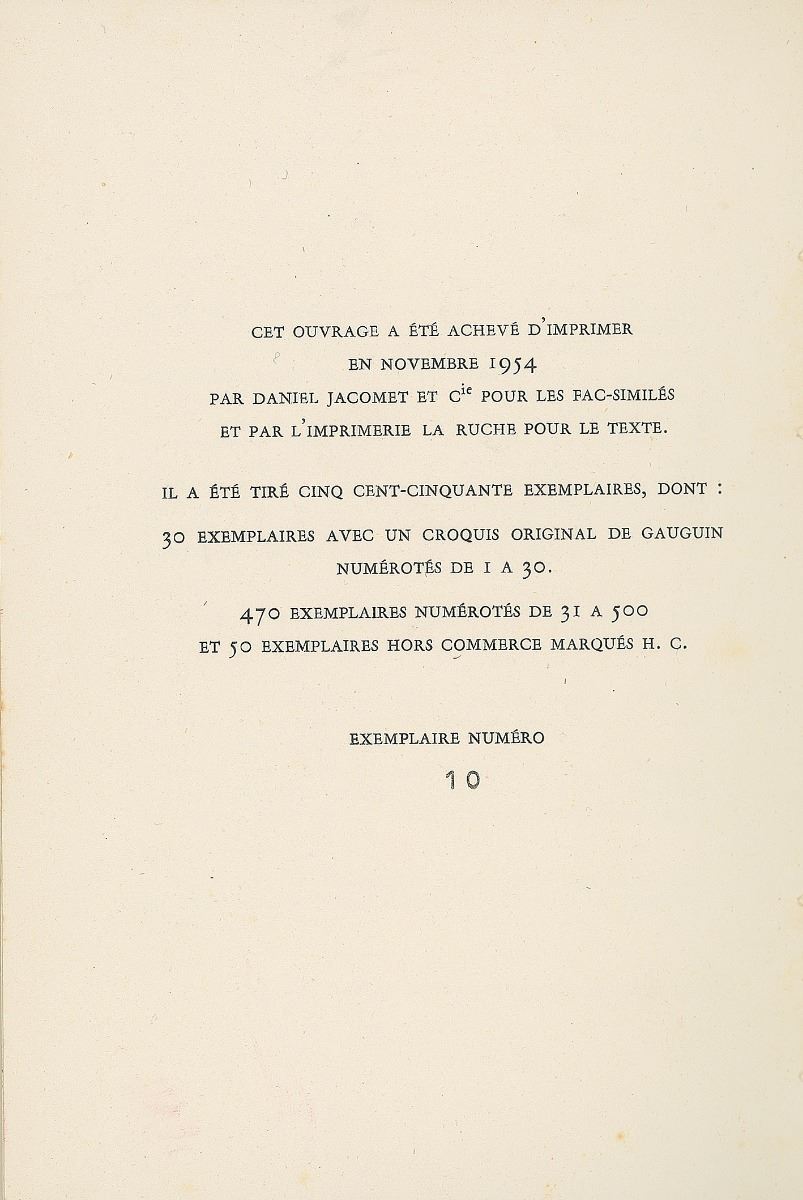 CET OUVRAGE A ÉTÉ ACHEVÉ D'IMPRIMER
EN NOVEMBRE 1954
PAR DANIEL JACOMET ET Cie POUR LES FAC-SIMILÉS
ET PAR L'IMPRIMERIE LA RUCHE POUR LE TEXTE.
IL A ÉTÉ TIRÉ CINQ CENT-CINQUANTE EXEMPLAIRES, DONT :
30 EXEMPLAIRES AVEC UN CROQUIS ORIGINAL DE GAUGUIN
NUMÉROTÉS DE 1 A 30.
470 EXEMPLAIRES NUMÉROTÉS DE 31 A 500
ET 50 EXEMPLAIRES HORS COMMERCE MARQUÉS H. C.
EXEMPLAIRE NUMÉRO
10